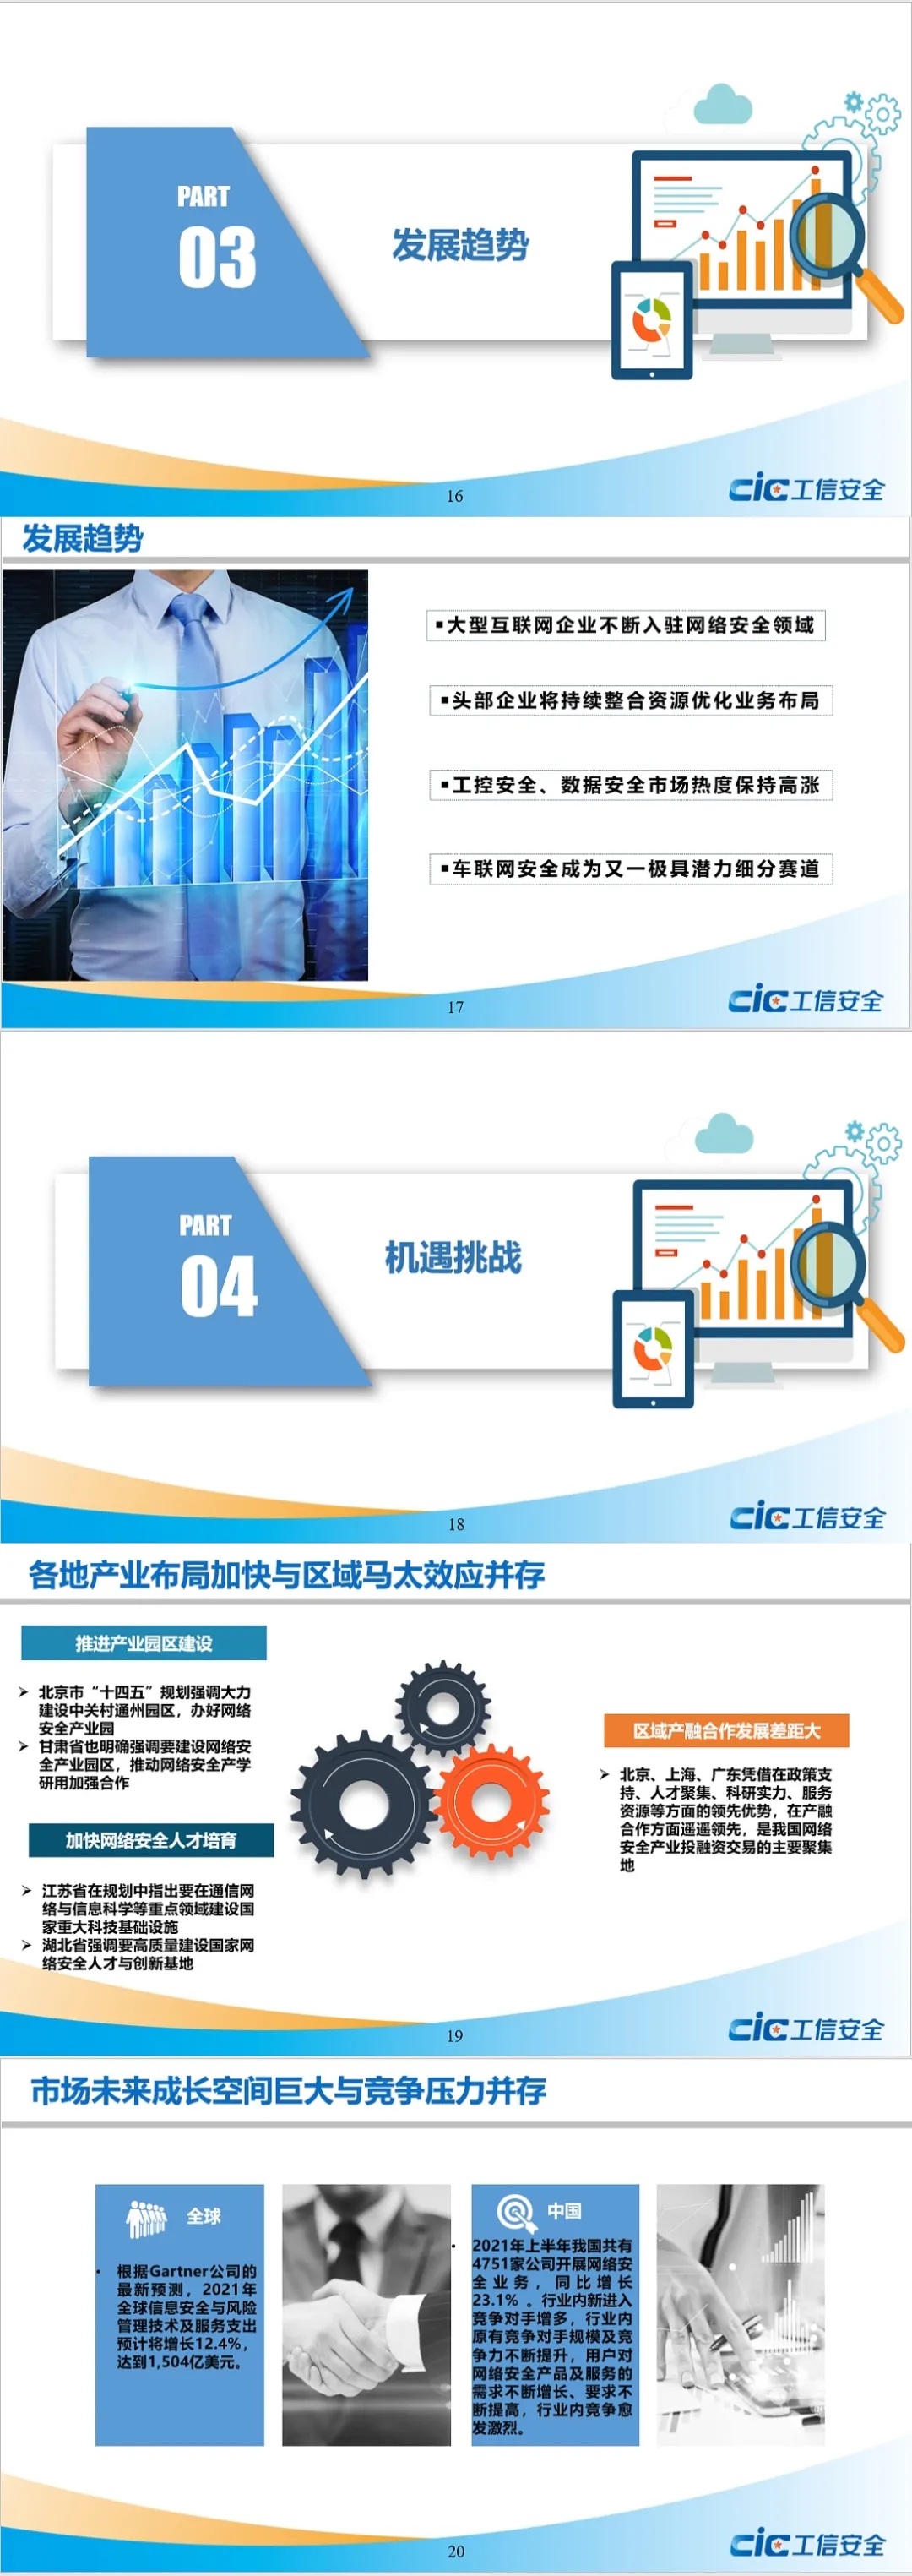 PART
03
发展趋势
16
cic工信安全
发展趋势
▪大型互联网企业不断入驻网络安全领域
▪头部企业将持续整合资源优化业务布局
▪工控安全、数据安全市场热度保持高涨
▪车联网安全成为又一极具潜力细分赛道
17
cic工信安全
PART
04
机遇挑战
18
cic工信安全
各地产业布局加快与区域马太效应并存
推进产业园区建设
➢ 北京市“十四五”规划强调大力
建设中关村通州园区，办好网络
安全产业园
➢ 甘肃省也明确强调要建设网络安
全产业园区，推动网络安全产学
研用加强合作
加快网络安全人才培育
➢ 江苏省在规划中指出要在通信网
络与信息科学等重点领域建设国
家重大科技基础设施
➢ 湖北省强调要高质量建设国家网
络安全人才与创新基地
区域产融合作发展差距大
➢ 北京、上海、广东凭借在政策支
持、人才聚集、科研实力、服务
资源等方面的领先优势，在产融
合作方面遥遥领先，是我国网络
安全产业投融资交易的主要聚集
地
19
cic工信安全
市场未来成长空间巨大与竞争压力并存
全球
• 根据Gartner公司的
最新预测，2021年
全球信息安全与风险
管理技术及服务支出
预计将增长12.4%，
达到1,504亿美元。
中国
• 2021年上半年我国共有
4751家公司开展网络安
全业务，同比增长
23.1%。行业内新进入
竞争对手增多，行业内
原有竞争对手规模及竞
争力不断提升，用户对
网络安全产品及服务的
需求不断增长、要求不
断提高，行业内竞争愈
发激烈。
20
cic工信安全